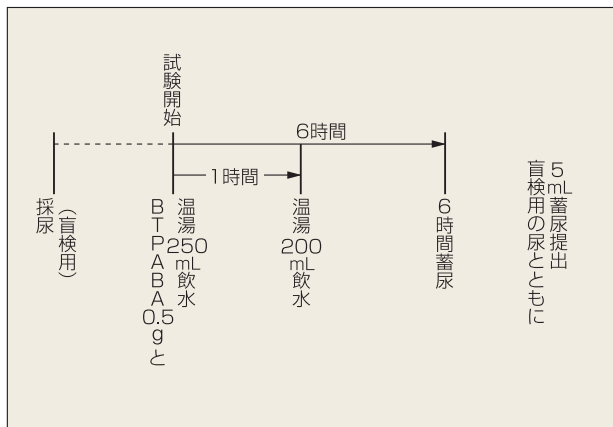 試験開始
6時間
1時間
採尿
（盲検用）
BTPABA0.5gと
温湯250mL飲水
温湯200mL飲水
6時間蓄尿
盲検用の尿とともに
5mL蓄尿提出